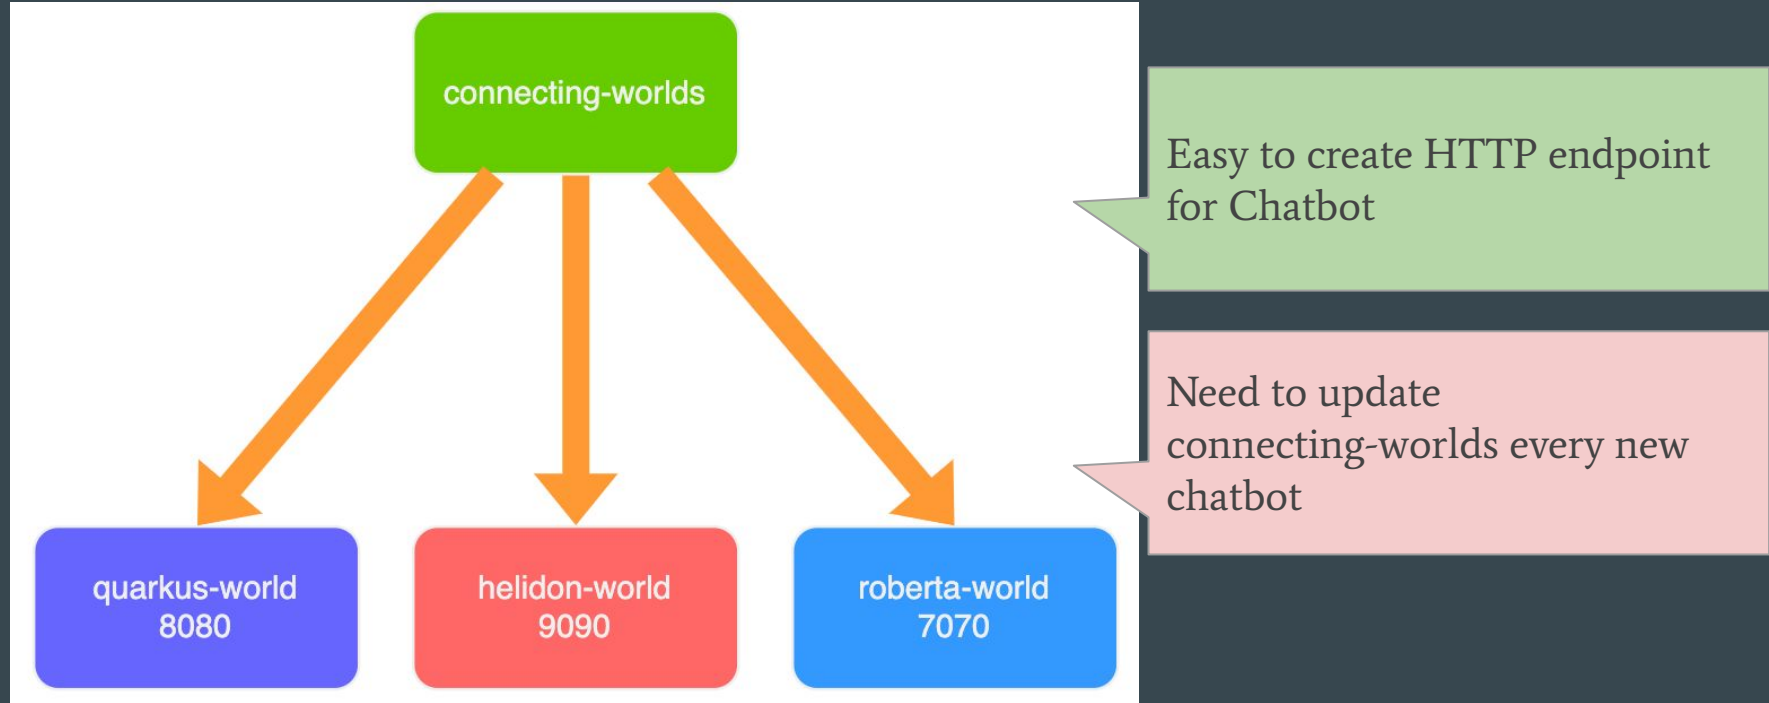 connecting-worlds
quarkus-world
8080
helidon-world
9090
roberta-world
7070
Easy to create HTTP endpoint
for Chatbot
Need to update
connecting-worlds every new
chatbot